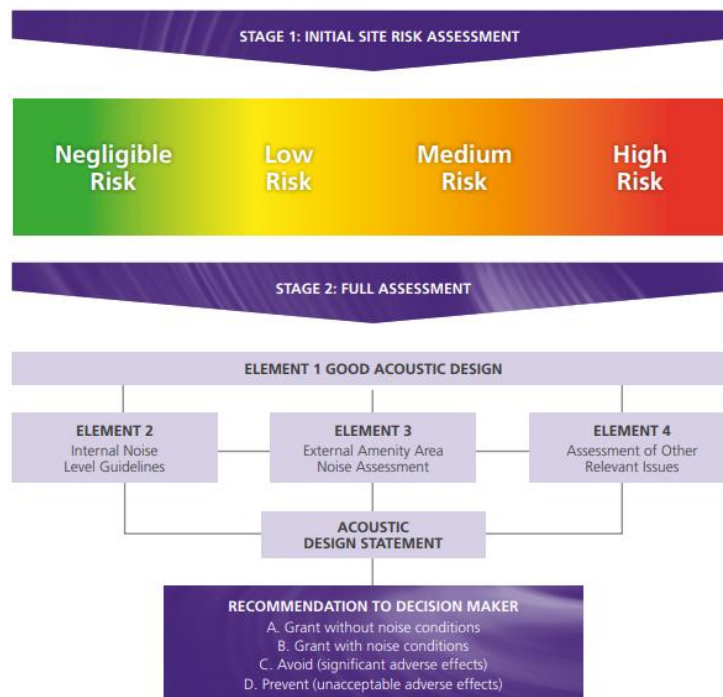 STAGE 1: INITIAL SITE RISK ASSESSMENT
Negligible Risk
Low Risk
Medium Risk
High Risk
STAGE 2: FULL ASSESSMENT
ELEMENT 1 GOOD ACOUSTIC DESIGN
ELEMENT 2
Internal Noise
Level Guidelines
ELEMENT 3
External Amenity Area
Noise Assessment
ELEMENT 4
Assessment of Other
Relevant Issues
ACOUSTIC
DESIGN STATEMENT
RECOMMENDATION TO DECISION MAKER
A. Grant without noise conditions
B. Grant with noise conditions
C. Avoid (significant adverse effects)
D. Prevent (unacceptable adverse effects)